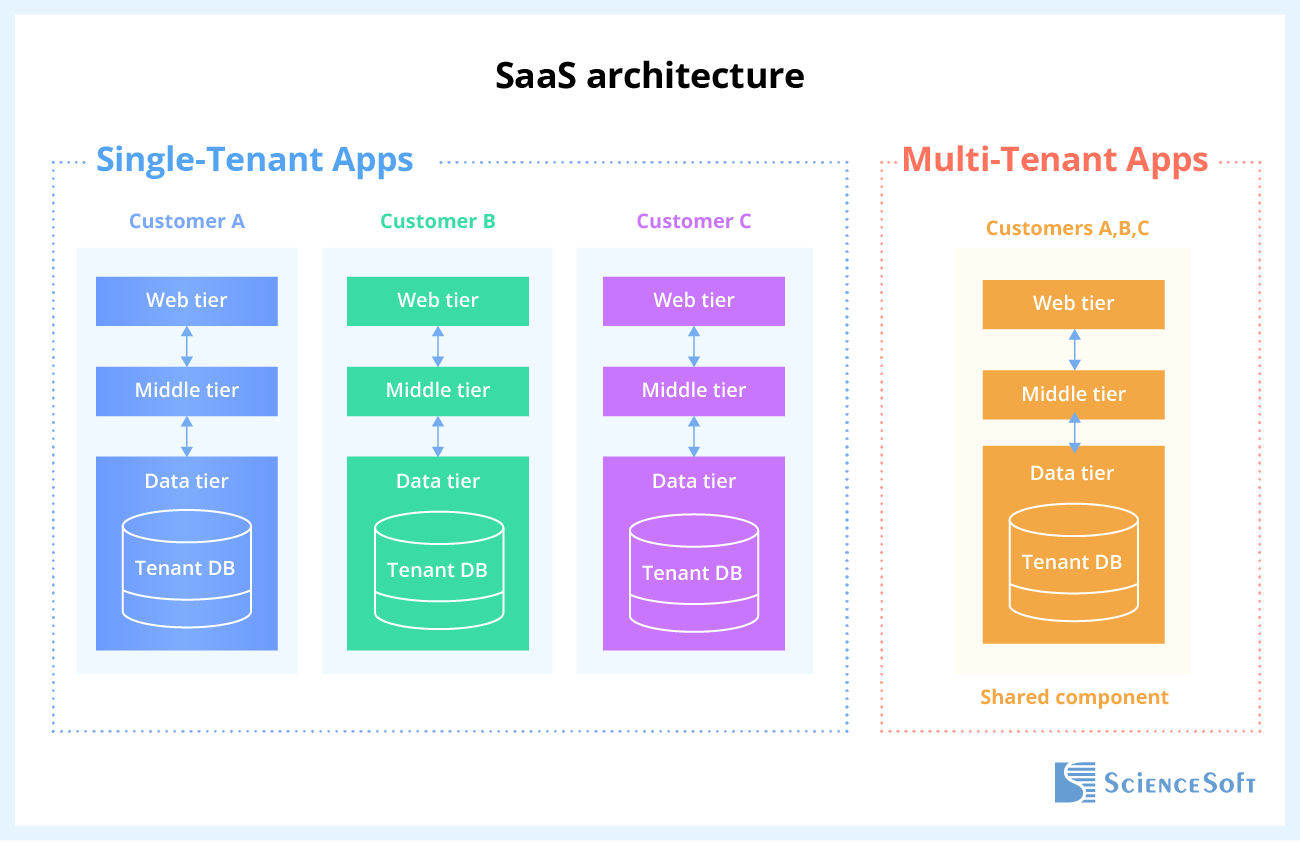 SaaS architecture
Single-Tenant Apps
Customer A
Web tier
Middle tier
Data tier
Tenant DB
Customer B
Web tier
Middle tier
Data tier
Tenant DB
Customer C
Web tier
Middle tier
Data tier
Tenant DB
Multi-Tenant Apps
Customers A,B,C
Web tier
Middle tier
Data tier
Tenant DB
Shared component
ScienceSoft